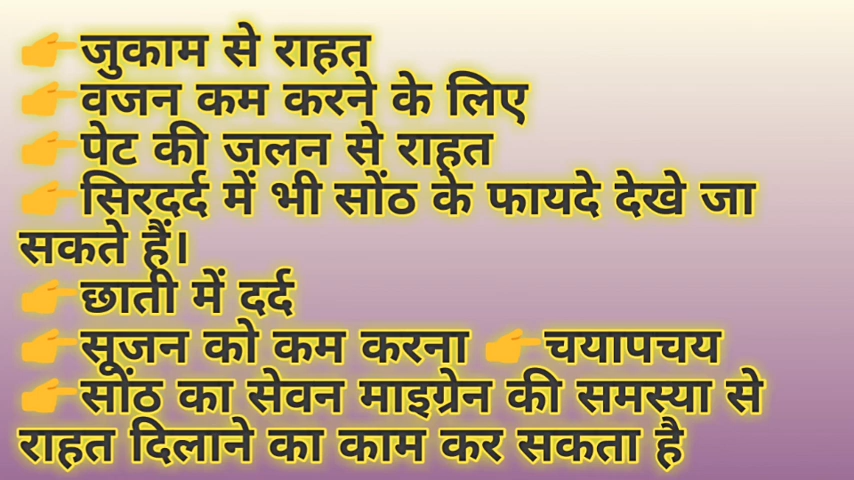 👉जुकाम से राहत
👉वजन कम करने के लिए
👉पेट की जलन से राहत
👉सिरदर्द में भी सोंठ के फायदे देखे जा
सकते हैं।
👉छाती में दर्द
👉सूजन को कम करना 👉चयापचय
👉सोंठ का सेवन माइग्रेन की समस्या से
राहत दिलाने का काम कर सकता है